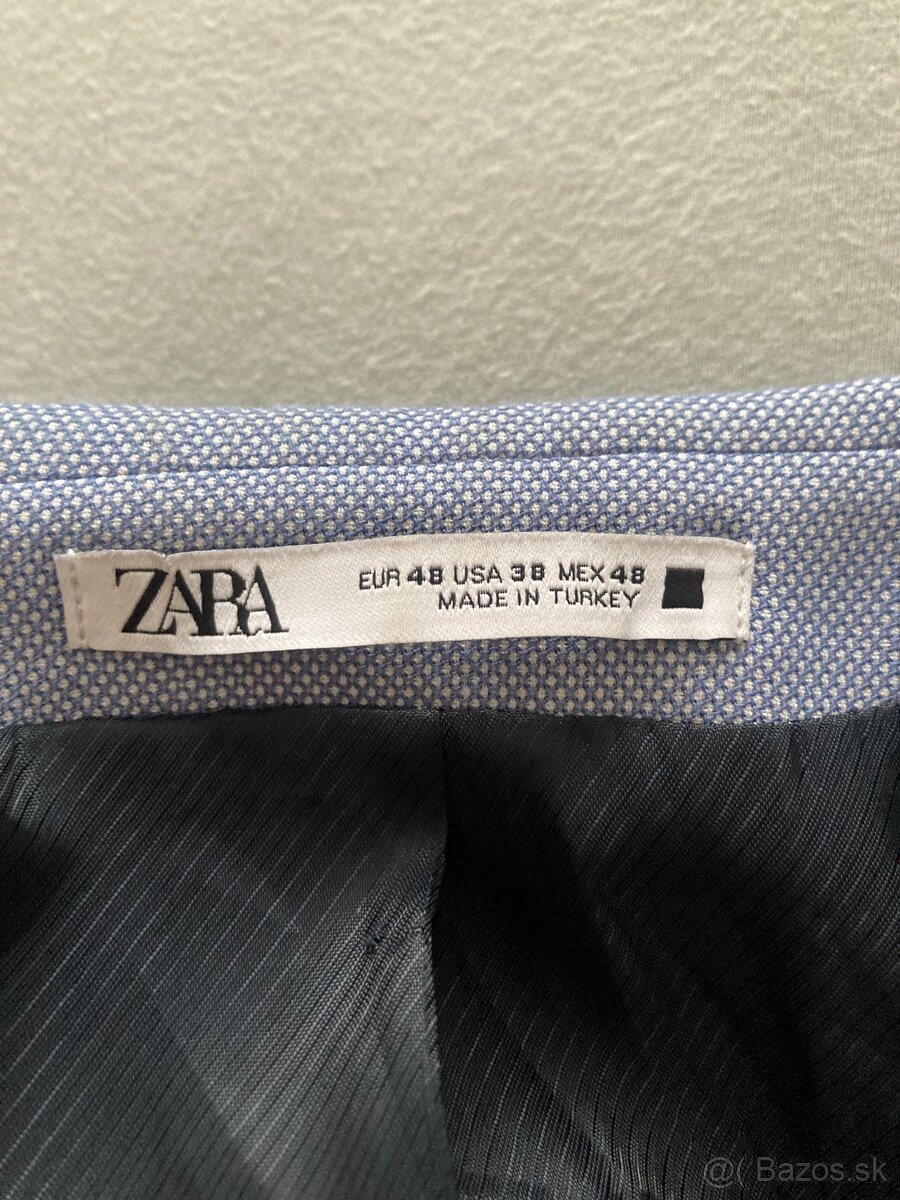 ZARA
EUR 48 USA 38 MEX 48
MADE IN TURKEY
@( Bazos.sk